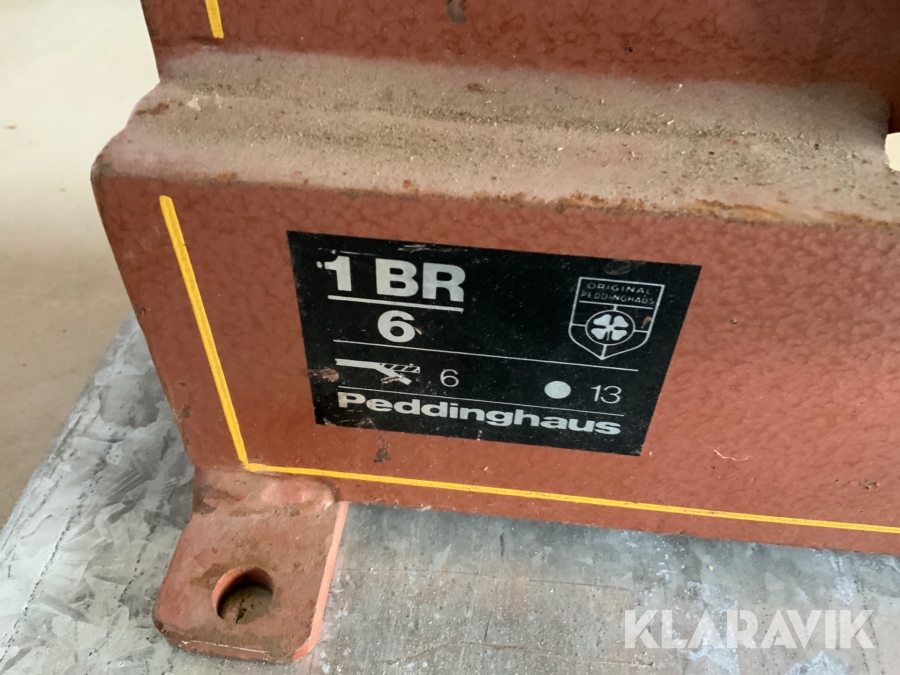 1 BR
6
ORIGINAL
PEDDINGHAUS
6 13
Peddinghaus
KLARAVIK